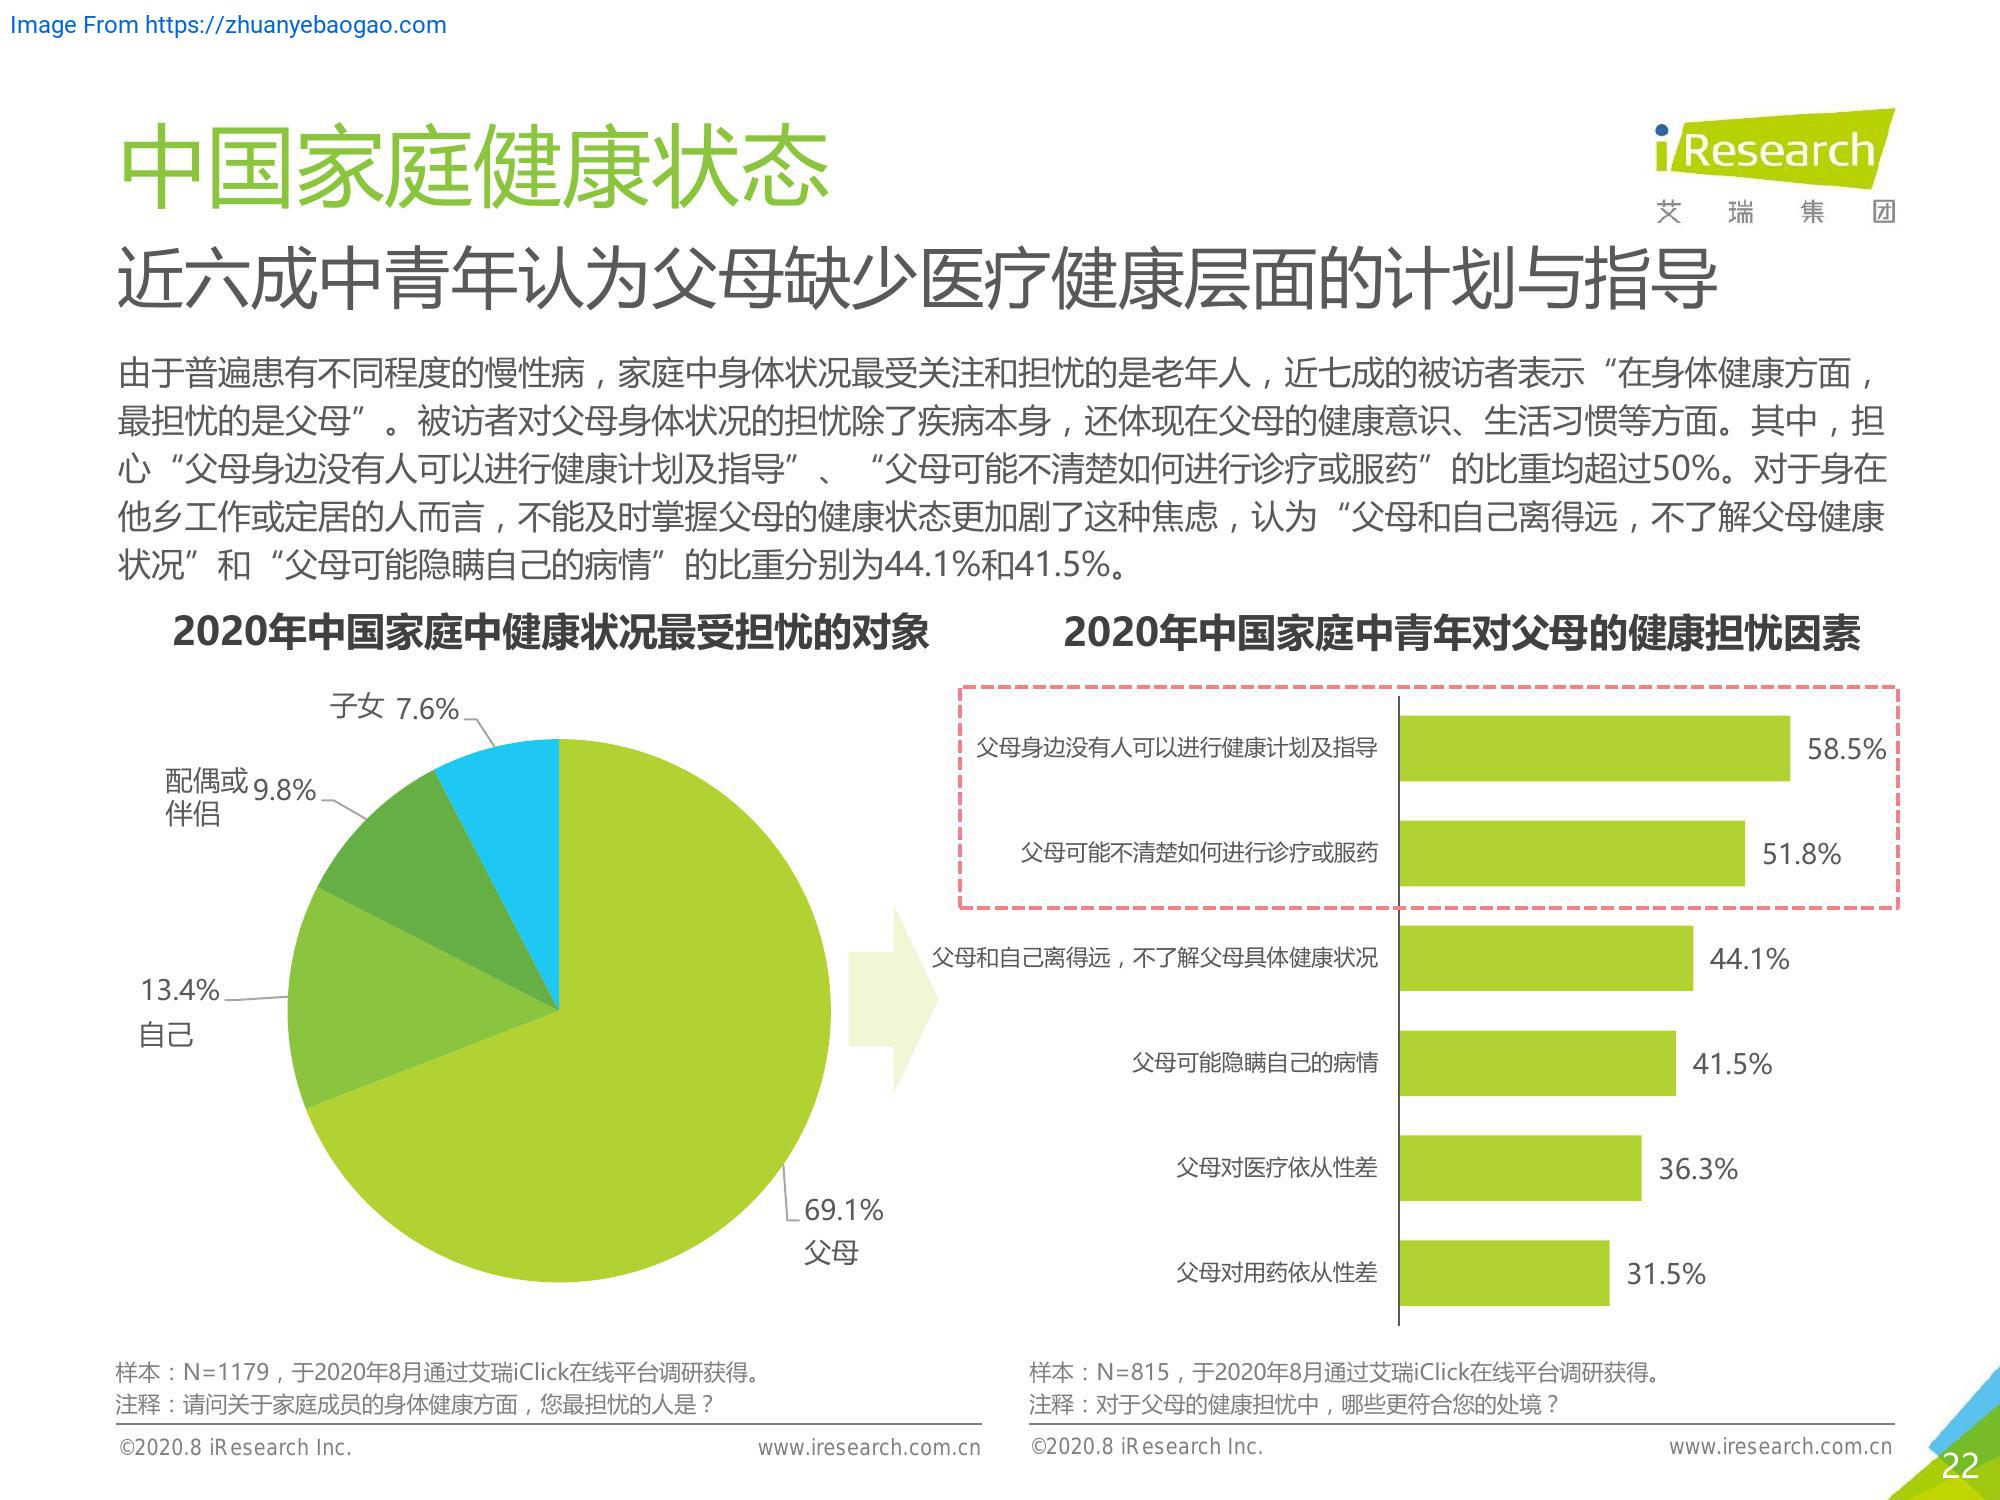 Image From https://zhuanyebaogao.com
中国家庭健康状态
iResearch
艾瑞集团
近六成中青年认为父母缺少医疗健康层面的计划与指导
由于普遍患有不同程度的慢性病，家庭中身体状况最受关注和担忧的是老年人，近七成的被访者表示“在身体健康方面，
最担忧的是父母”。被访者对父母身体状况的担忧除了疾病本身，还体现在父母的健康意识、生活习惯等方面。其中，担
心“父母身边没有人可以进行健康计划及指导”、“父母可能不清楚如何进行诊疗或服药”的比重均超过50%。对于身在
他乡工作或定居的人而言，不能及时掌握父母的健康状态更加剧了这种焦虑，认为“父母和自己离得远，不了解父母健康
状况”和“父母可能隐瞒自己的病情”的比重分别为44.1%和41.5%。
2020年中国家庭中健康状况最受担忧的对象
子女 7.6%
配偶或
伴侣
9.8%
13.4%
自己
69.1%
父母
样本：N=1179，于2020年8月通过艾瑞iClick在线平台调研获得。
注释：请问关于家庭成员的身体健康方面，您最担忧的人是？
©2020.8 iResearch Inc.
www.iresearch.com.cn
2020年中国家庭中青年对父母的健康担忧因素
父母身边没有人可以进行健康计划及指导 58.5%
父母可能不清楚如何进行诊疗或服药 51.8%
父母和自己离得远，不了解父母具体健康状况 44.1%
父母可能隐瞒自己的病情 41.5%
父母对医疗依从性差 36.3%
父母对用药依从性差 31.5%
样本：N=815，于2020年8月通过艾瑞iClick在线平台调研获得。
注释：对于父母的健康担忧中，哪些更符合您的处境？
©2020.8 iResearch Inc.
www.iresearch.com.cn
22